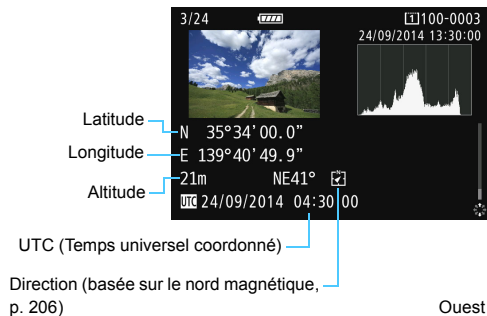 3/24 1 100-0003
24/09/2014 13:30:00
Latitude
N 35°34'00.0"
Longitude
E 139°40'49.9"
Altitude
21m NE41°
UTC 24/09/2014 04:30:00
UTC (Temps universel coordonné)
Direction (basée sur le nord magnétique,
p. 206)
Ouest